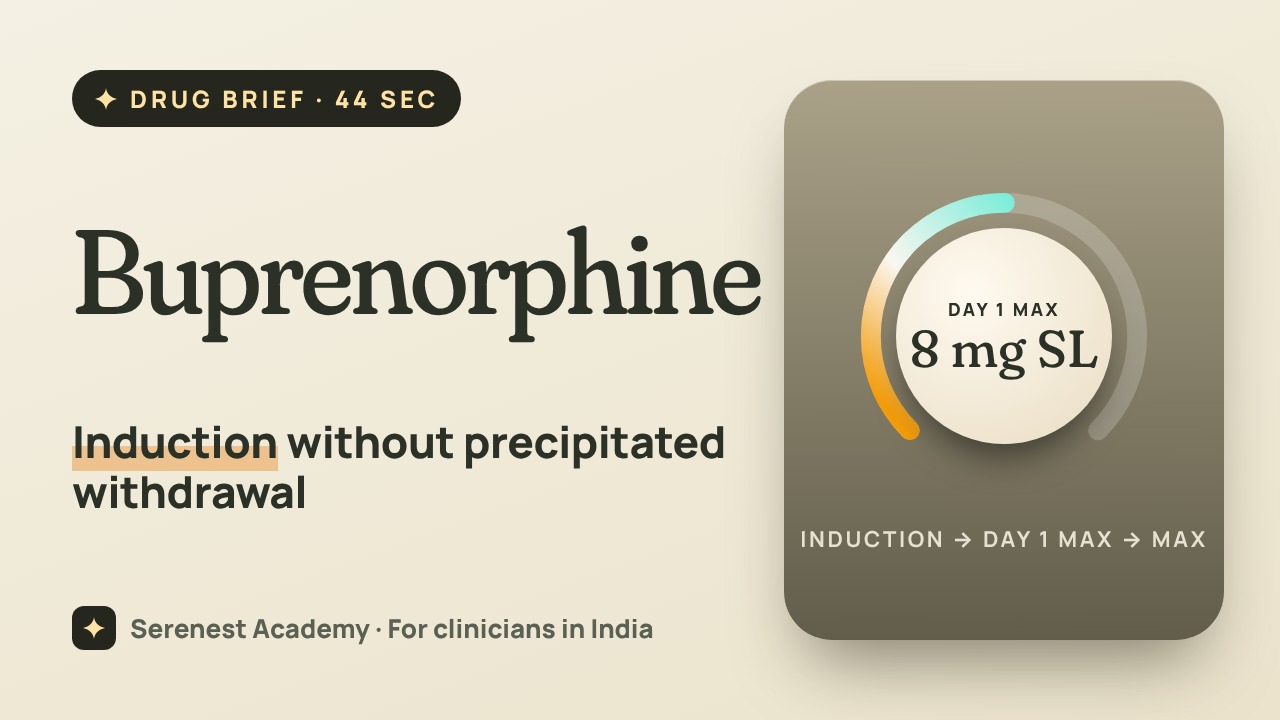 ✦ DRUG BRIEF · 44 SEC
Buprenorphine
Induction without precipitated
withdrawal
✦ Serenest Academy · For clinicians in India
DAY 1 MAX
8 mg SL
INDUCTION → DAY 1 MAX → MAX